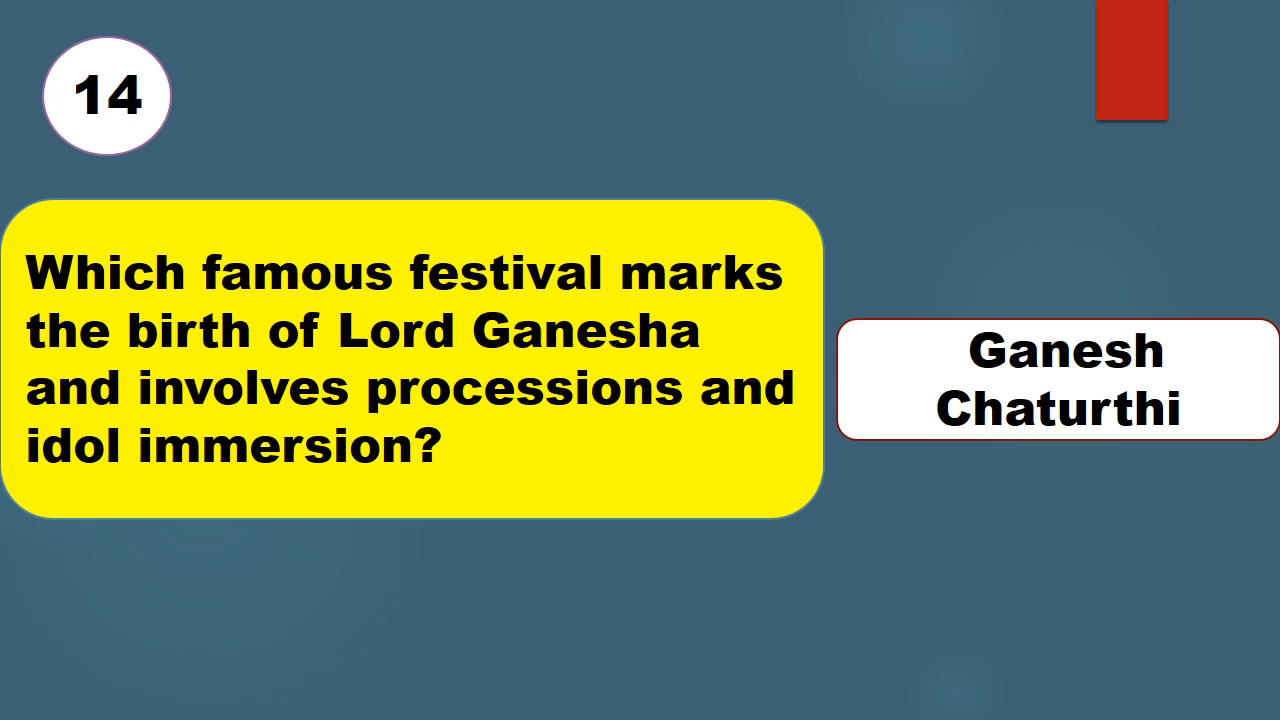 14
Which famous festival marks
the birth of Lord Ganesha
and involves processions and
idol immersion?
Ganesh
Chaturthi